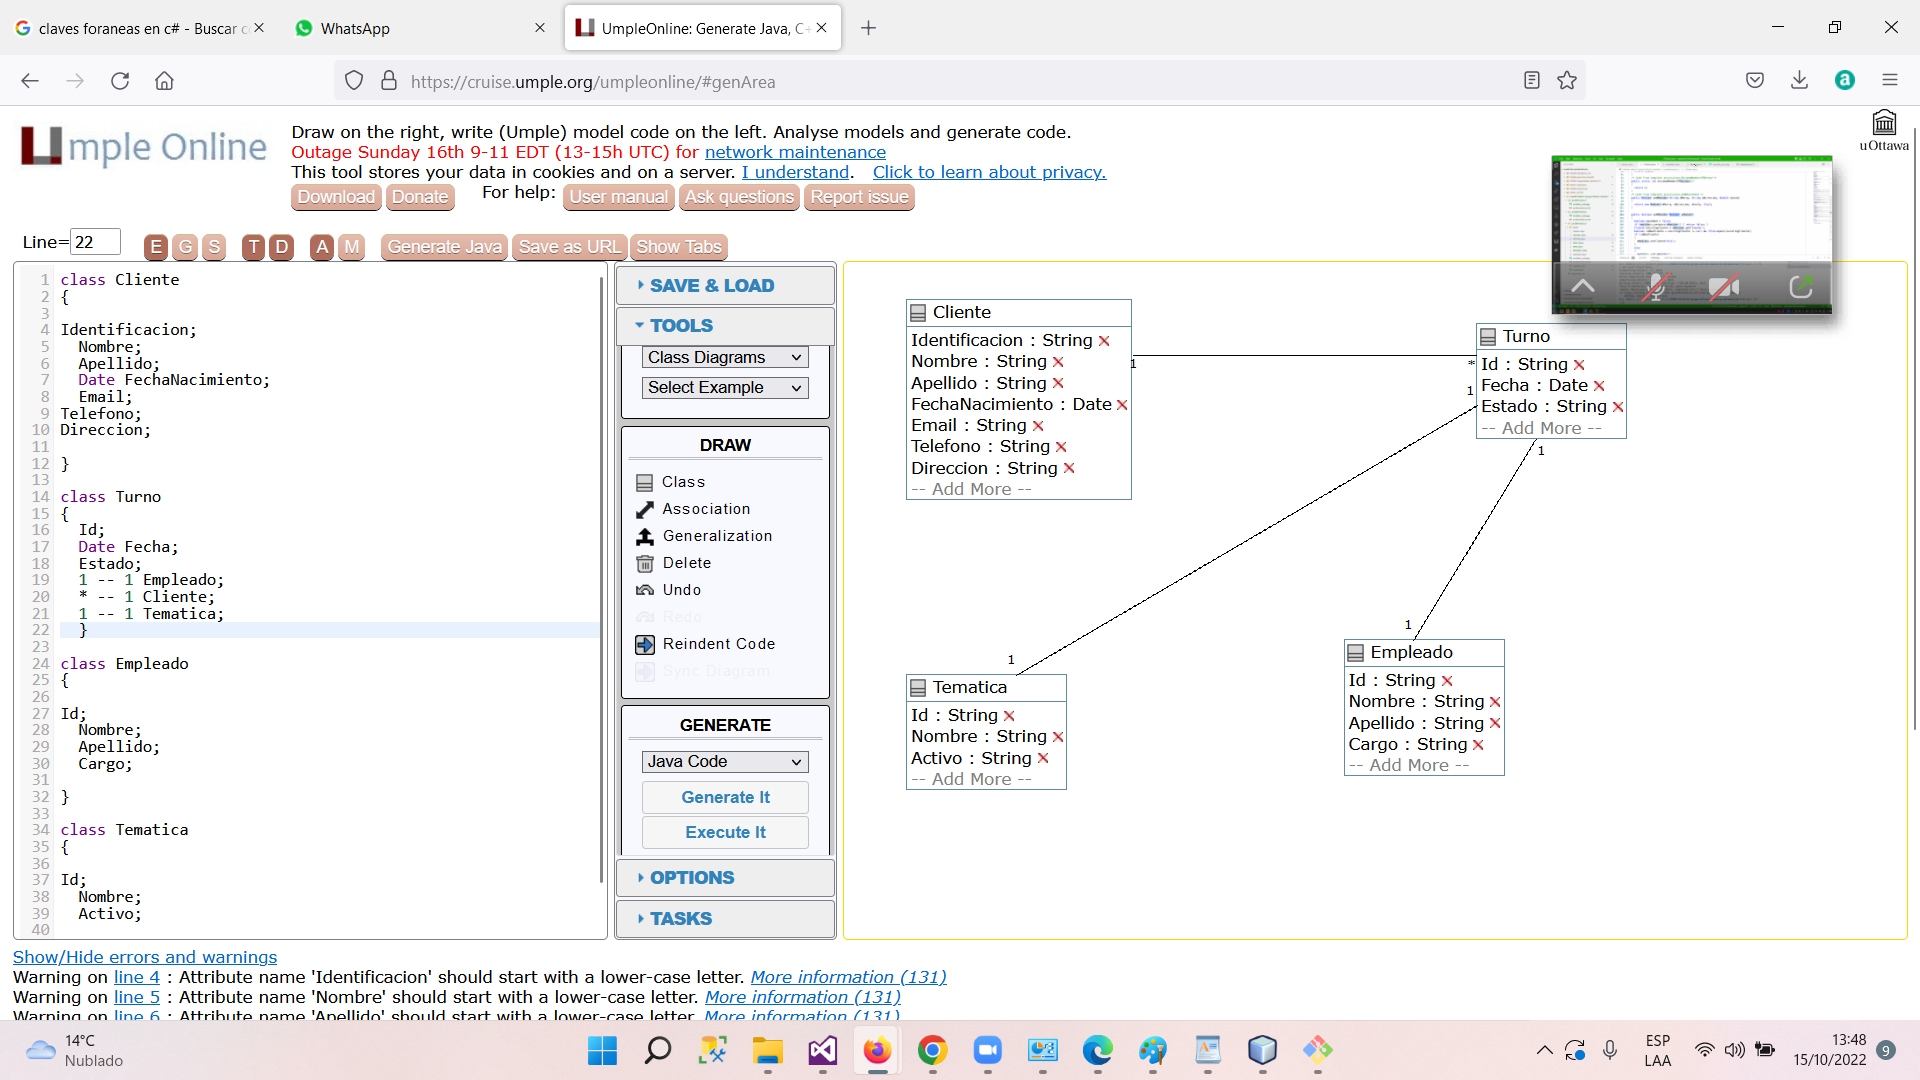 claves foraneas en c# - Buscar c
WhatsApp
UmpleOnline: Generate Java, C+
https://cruise.umple.org/umpleonline/#genArea
Umple Online
Draw on the right, write (Umple) model code on the left. Analyse models and generate code.
Outage Sunday 16th 9-11 EDT (13-15h UTC) for network maintenance
This tool stores your data in cookies and on a server. I understand. Click to learn about privacy.
Download Donate For help: User manual Ask questions Report issue
uOttawa
Line= 22 E G S T D A M Generate Java Save as URL Show Tabs
1 class Cliente
2 {
3
4 Identificacion;
5 Nombre;
6 Apellido;
7 Date FechaNacimiento;
8 Email;
9 Telefono;
10 Direccion;
11
12 }
13
14 class Turno
15 {
16 Id;
17 Date Fecha;
18 Estado;
19 1 -- 1 Empleado;
20 * -- 1 Cliente;
21 1 -- 1 Tematica;
22 }
23
24 class Empleado
25 {
26
27 Id;
28 Nombre;
29 Apellido;
30 Cargo;
31
32 }
33
34 class Tematica
35 {
36
37 Id;
38 Nombre;
39 Activo;
40
SAVE & LOAD
TOOLS
Class Diagrams
Select Example
DRAW
Class
Association
Generalization
Delete
Undo
Redo
Reindent Code
Sync Diagram
GENERATE
Java Code
Generate It
Execute It
OPTIONS
TASKS
Cliente
Identificacion : String
Nombre : String
Apellido : String
FechaNacimiento : Date
Email : String
Telefono : String
Direccion : String
-- Add More --
1
*
1
Turno
Id : String
Fecha : Date
Estado : String
-- Add More --
1
1
1
Tematica
Id : String
Nombre : String
Activo : String
-- Add More --
Empleado
Id : String
Nombre : String
Apellido : String
Cargo : String
-- Add More --
Show/Hide errors and warnings
Warning on line 4 : Attribute name 'Identificacion' should start with a lower-case letter. More information (131)
Warning on line 5 : Attribute name 'Nombre' should start with a lower-case letter. More information (131)
Warning on line 6 : Attribute name 'Apellido' should start with a lower-case letter. More information (131)
14°C
Nublado
ESP
LAA
13:48
15/10/2022
9